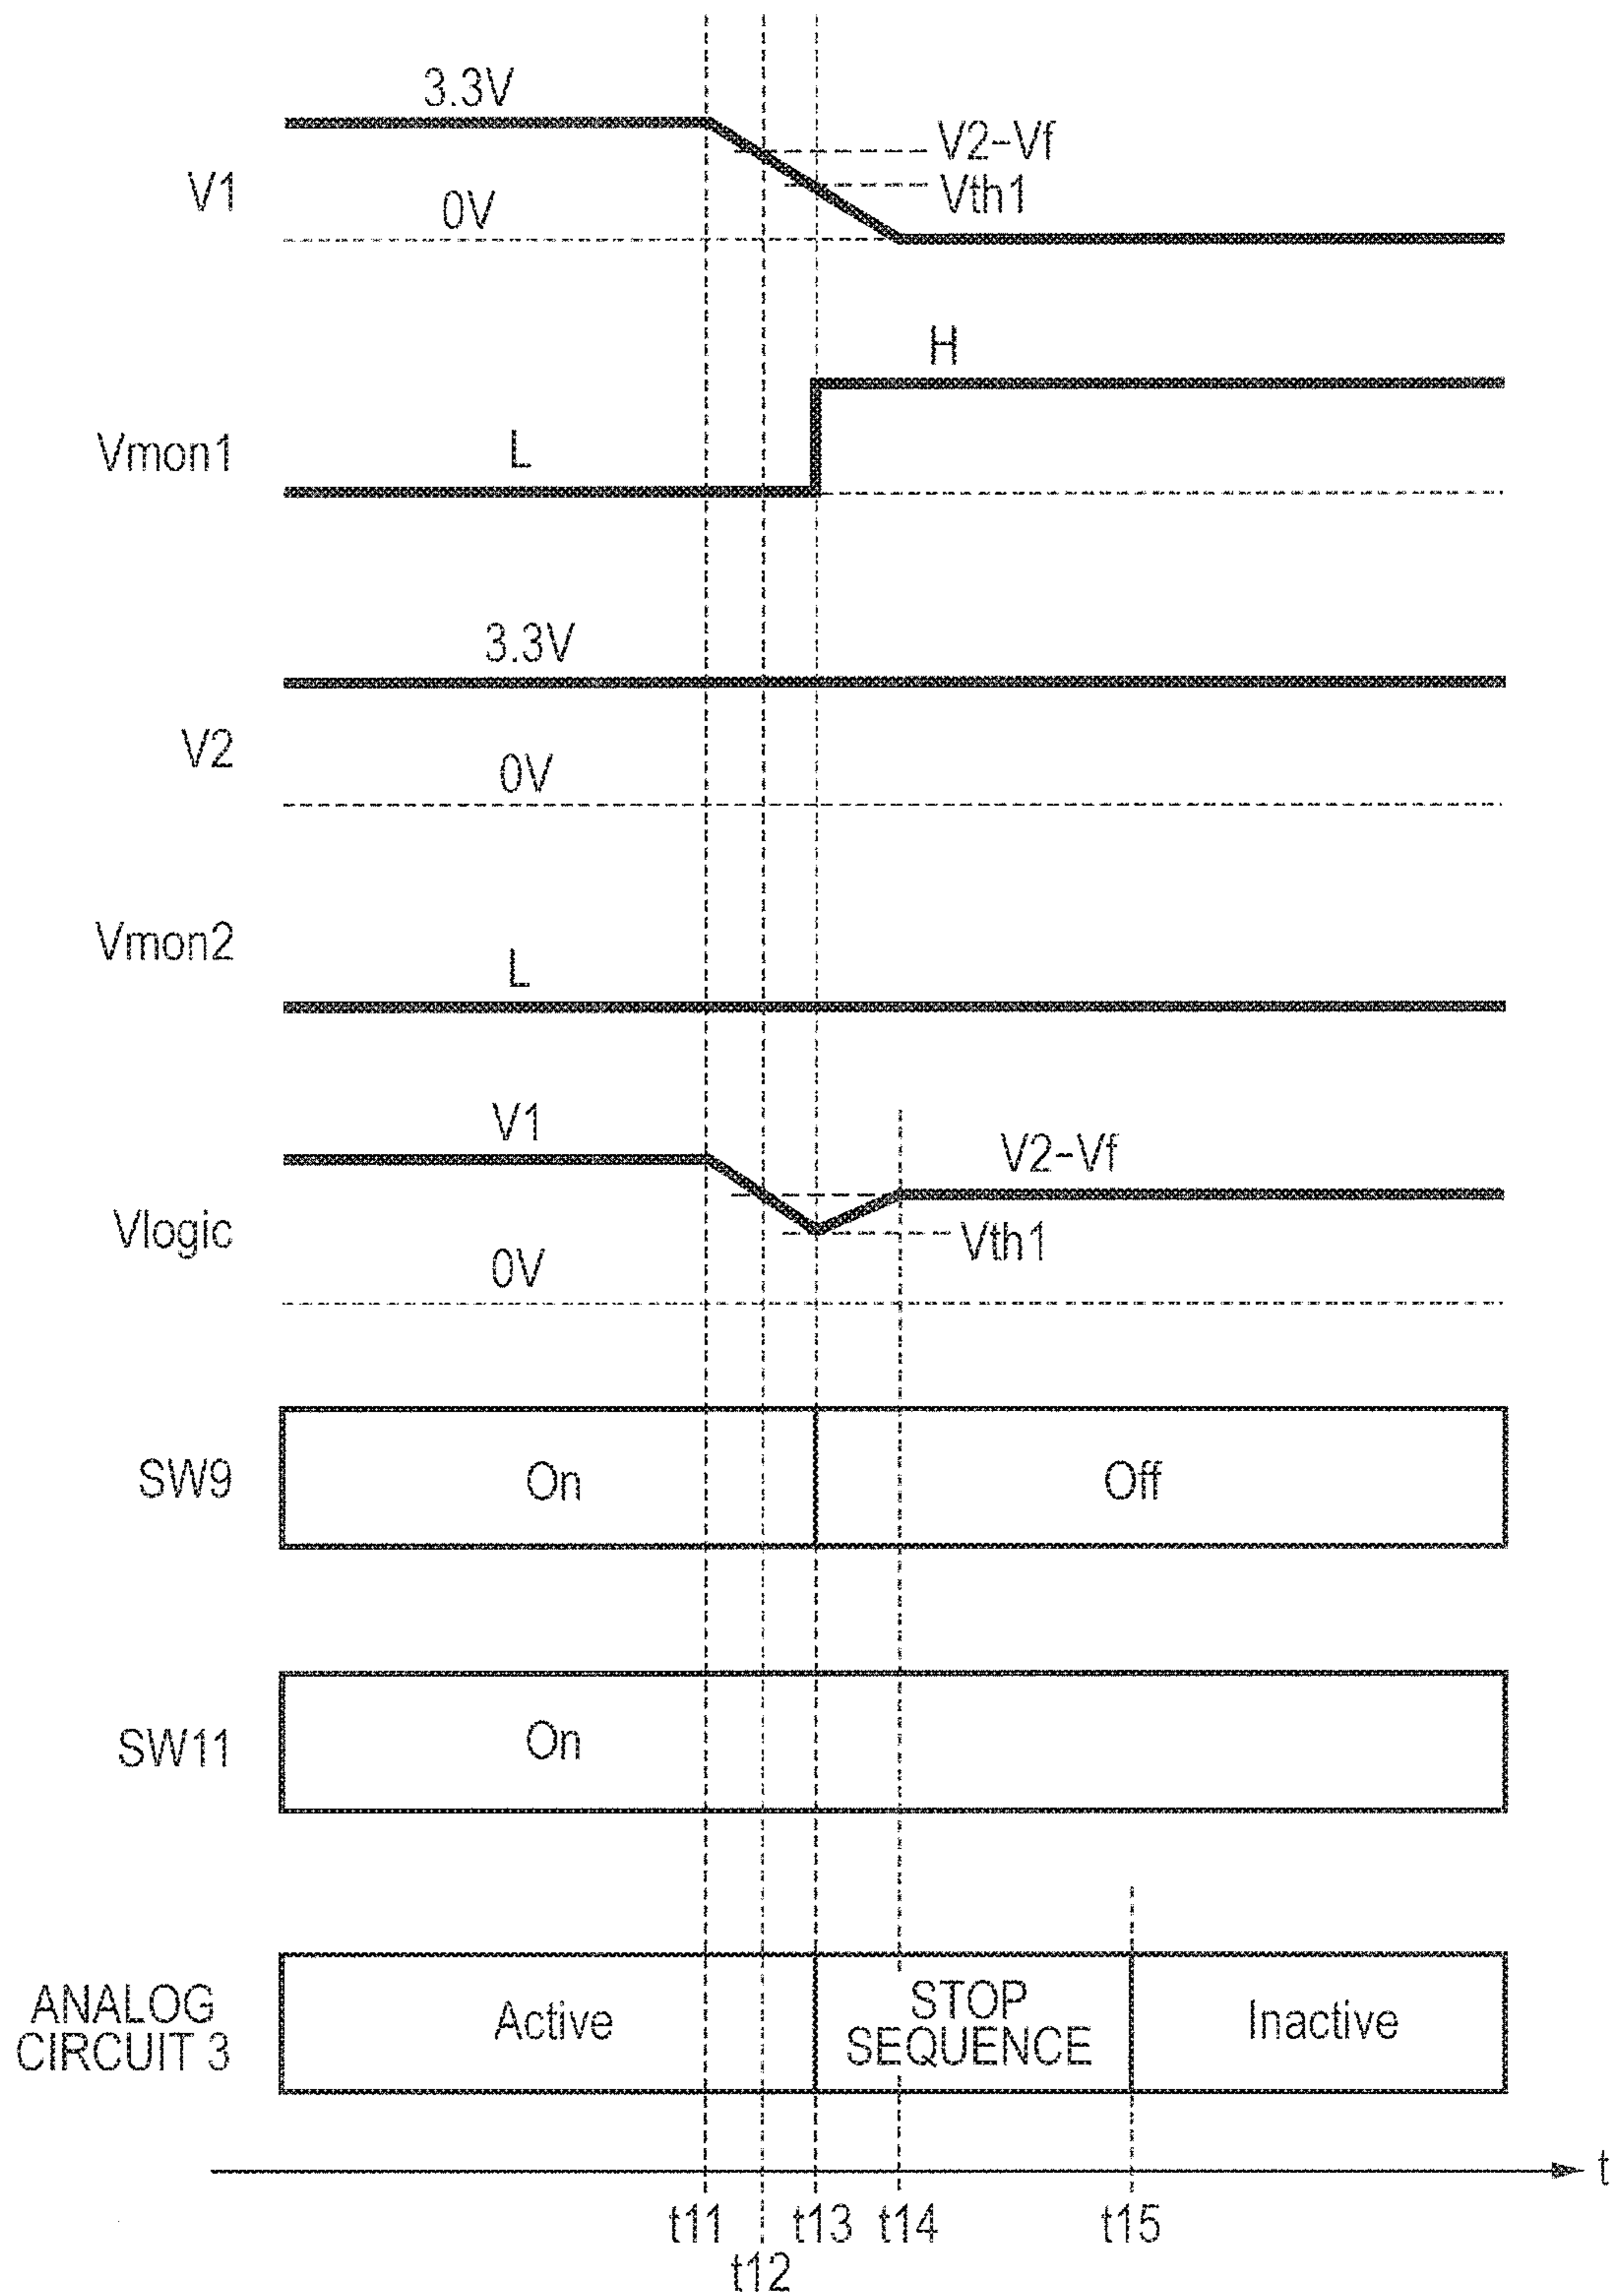 3.3V
V2-Vf
V1
Vth1
0V
H
Vmon1
L
3.3V
V2
0V
Vmon2
L
V1
V2-Vf
Vlogic
Vth1
0V
SW9
On
Off
SW11
On
ANALOG
CIRCUIT 3
Active
STOP
SEQUENCE
Inactive
t
t11
t13
t14
t15
t12